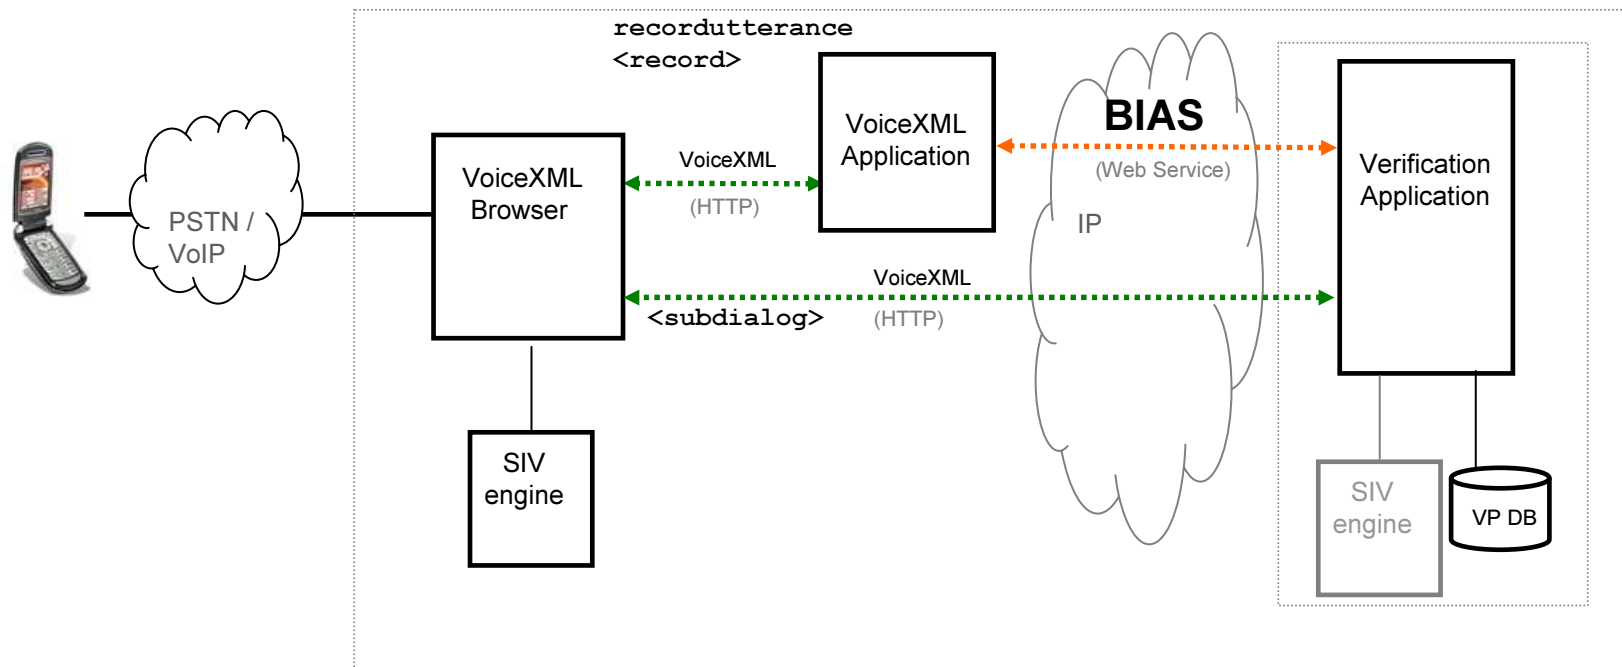 recordutterance
<record>
PSTN /
VoIP
VoiceXML
Browser
VoiceXML
(HTTP)
VoiceXML
Application
BIAS
(Web Service)
IP
Verification
Application
VoiceXML
<subdialog>
(HTTP)
SIV
engine
SIV
engine
VP DB